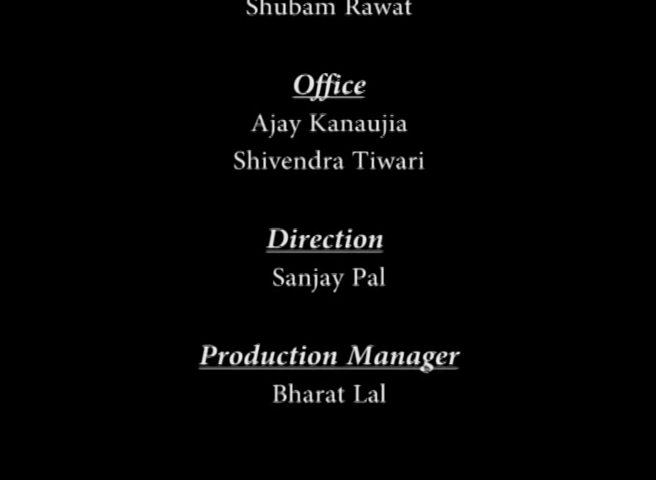 Shubam Rawat
Office
Ajay Kanaujia
Shivendra Tiwari
Direction
Sanjay Pal
Production Manager
Bharat Lal